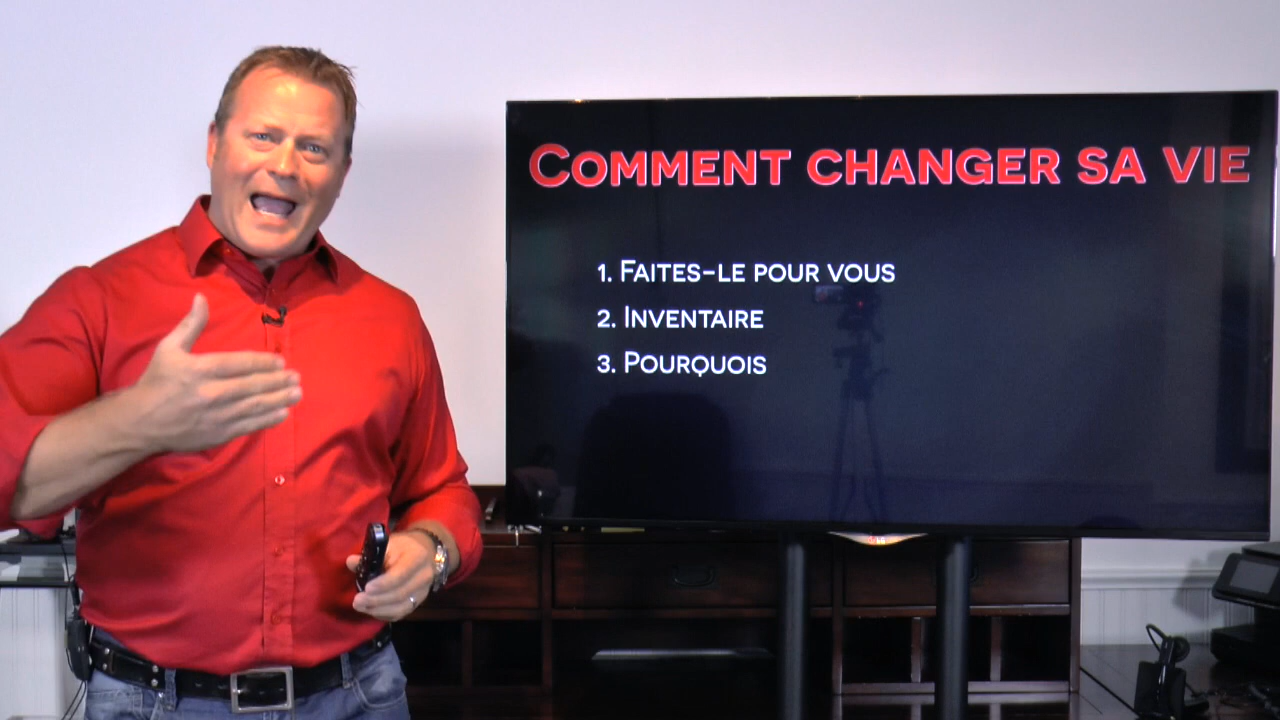 Comment changer sa vie
1. Faites-le pour vous
2. Inventaire
3. Pourquois